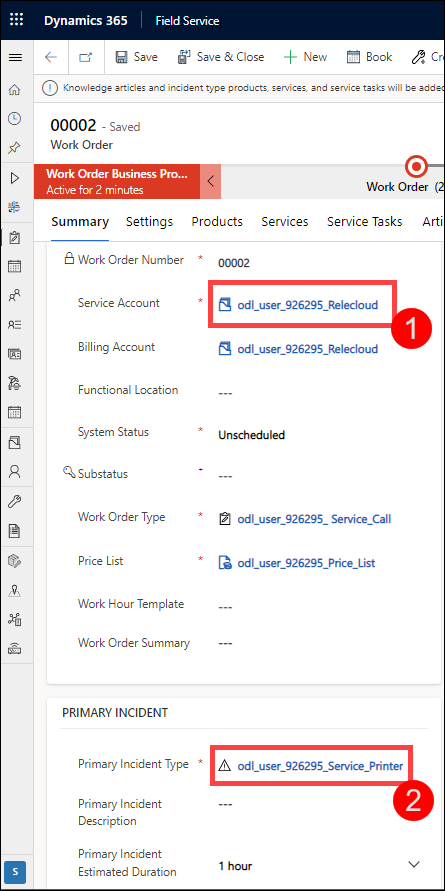 Dynamics 365 Field Service
Save Save & Close New Book Cr
Knowledge articles and incident type products, services, and service tasks will be added
00002 - Saved
Work Order
Work Order Business Pro...
Active for 2 minutes
Work Order (2
Summary Settings Products Services Service Tasks Arti
Work Order Number * 00002
Service Account * odl_user_926295_Relecloud
1
Billing Account odl_user_926295_Relecloud
Functional Location ---
System Status * Unscheduled
Substatus - ---
Work Order Type * odl_user_926295_ Service_Call
Price List * odl_user_926295_Price_List
Work Hour Template ---
Work Order Summary ---
PRIMARY INCIDENT
Primary Incident Type * odl_user_926295_Service_Printer
2
Primary Incident ---
Description
Primary Incident
Estimated Duration 1 hour
S